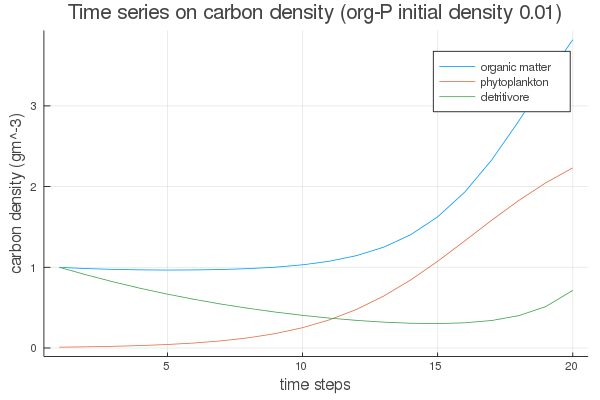 Time series on carbon density (org-P initial density 0.01)
organic matter
phytoplankton
detritivore
carbon density (gm^-3)
3
2
1
0
5
10
15
20
time steps